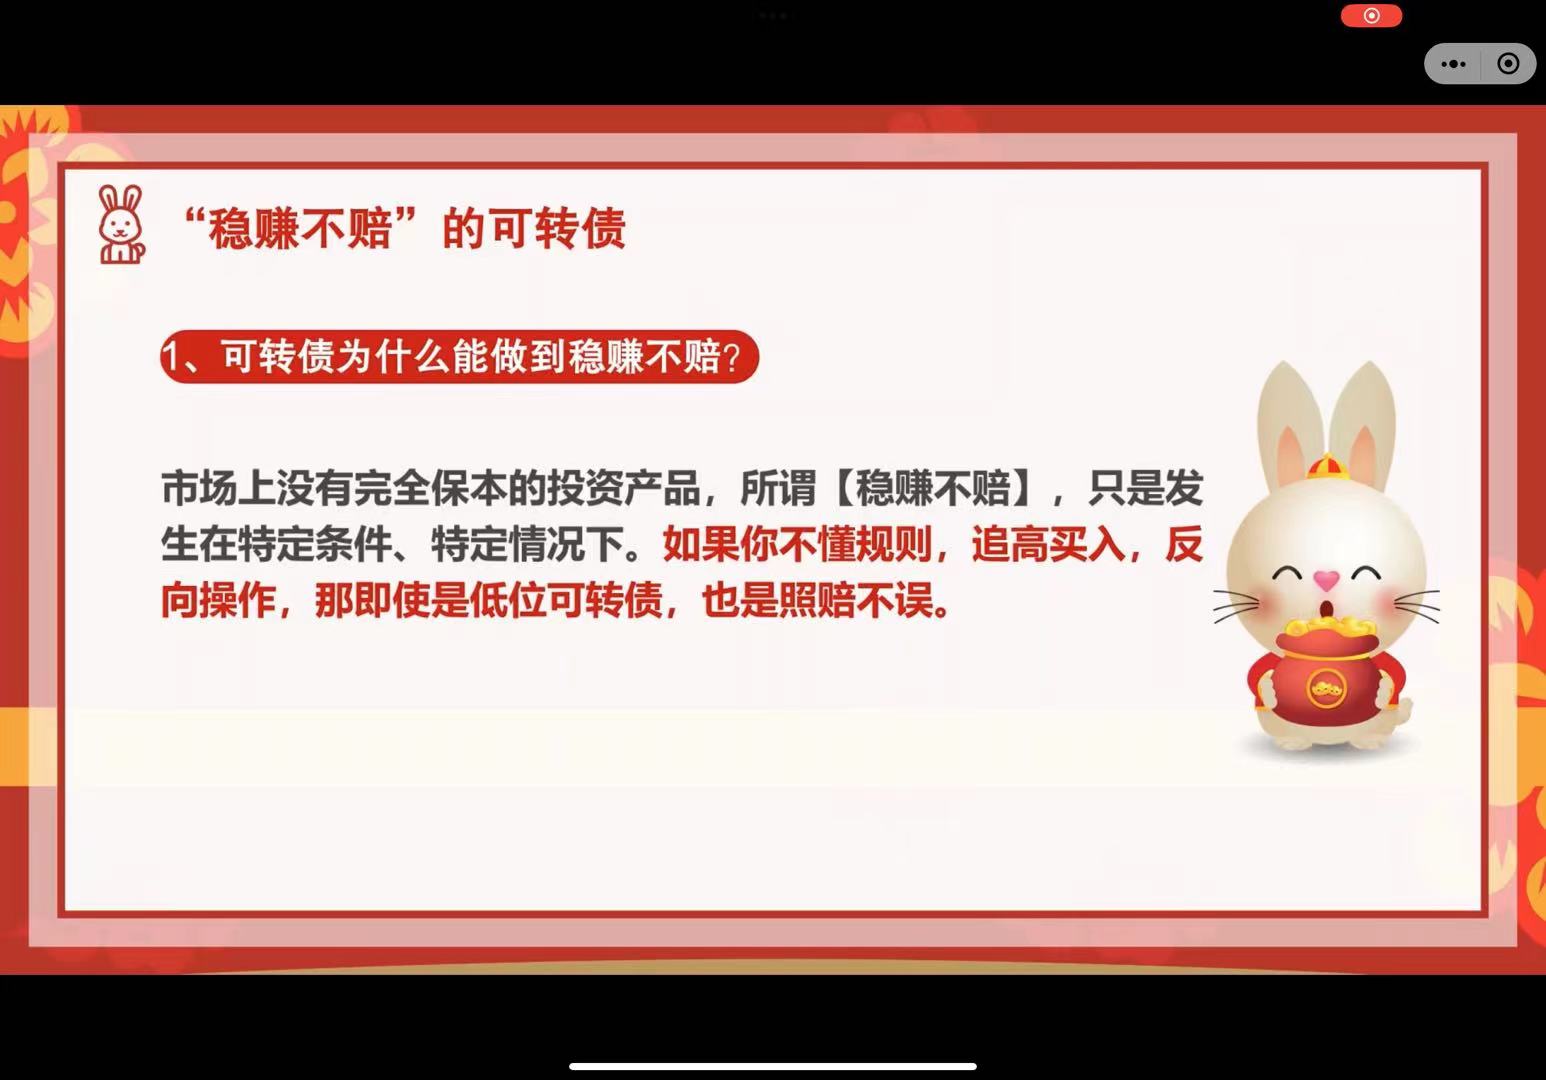 “稳赚不赔”的可转债
1、可转债为什么能做到稳赚不赔?
市场上没有完全保本的投资产品，所谓【稳赚不赔】，只是发
生在特定条件、特定情况下。如果你不懂规则，追高买入，反
向操作，那即使是低位可转债，也是照赔不误。